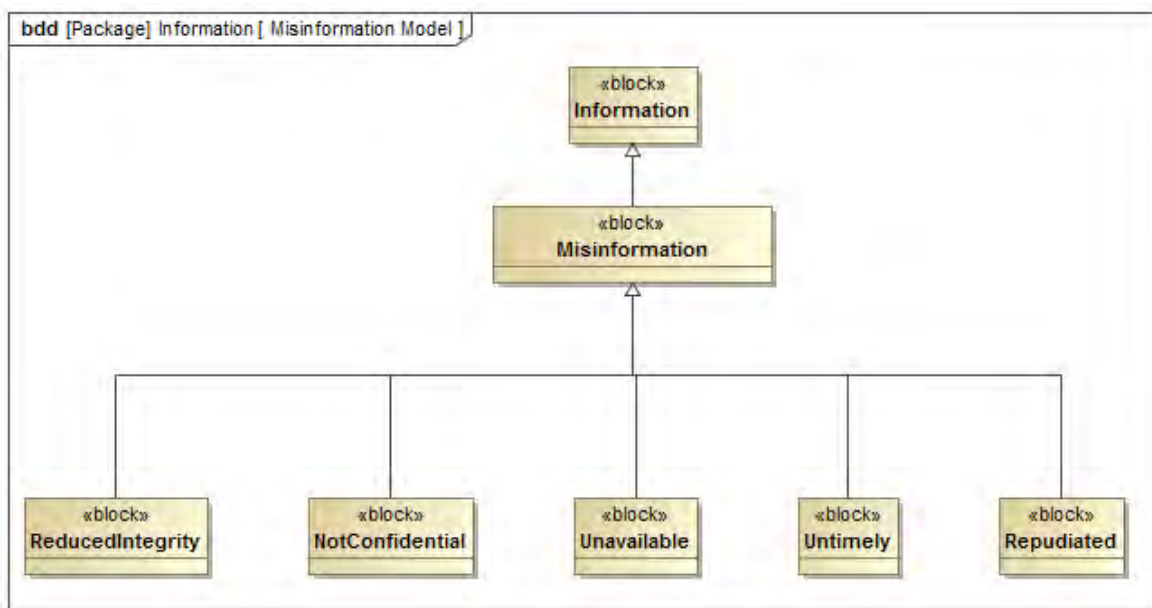 bdd [Package] Information [ Misinformation Model ]
«block»
Information
«block»
Misinformation
«block»
ReducedIntegrity
«block»
NotConfidential
«block»
Unavailable
«block»
Untimely
«block»
Repudiated